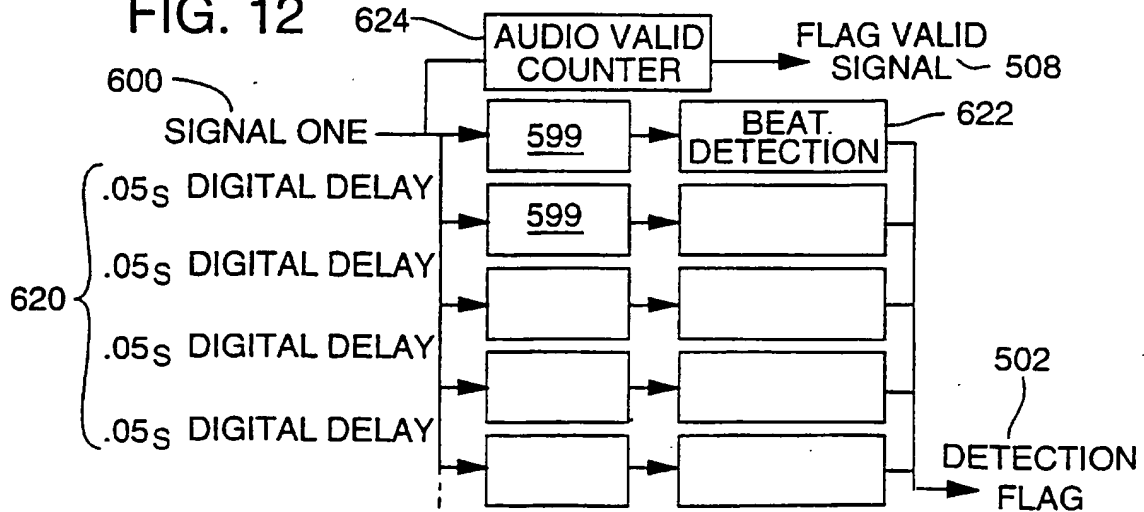 FIG. 12
624
AUDIO VALID
COUNTER
FLAG VALID
SIGNAL
508
600
SIGNAL ONE
599
BEAT.
DETECTION
622
.05s DIGITAL DELAY
599
.05s DIGITAL DELAY
620
.05s DIGITAL DELAY
502
.05s DIGITAL DELAY
DETECTION
FLAG